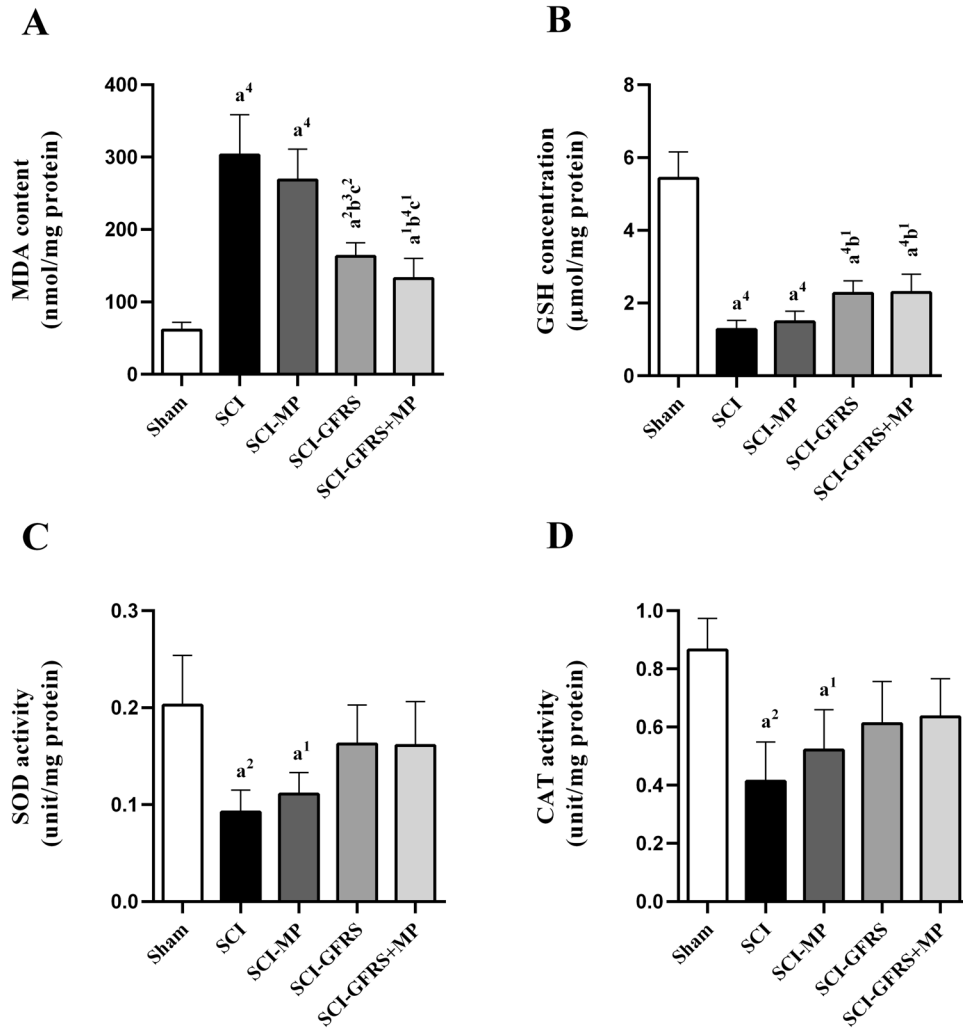 A
MDA content
(nmol/mg protein)
400
300
200
100
0
a⁴
a⁴
a²b³c²
a¹b⁴c¹
Sham
SCI
SCI-MP
SCI-GFRS
SCI-GFRS+MP
B
GSH concentration
(µmol/mg protein)
8
6
4
2
0
a⁴
a⁴
a⁴b¹
a⁴b¹
Sham
SCI
SCI-MP
SCI-GFRS
SCI-GFRS+MP
C
SOD activity
(unit/mg protein)
0.3
0.2
0.1
0.0
a²
a¹
Sham
SCI
SCI-MP
SCI-GFRS
SCI-GFRS+MP
D
CAT activity
(unit/mg protein)
1.0
0.8
0.6
0.4
0.2
0.0
a²
a¹
Sham
SCI
SCI-MP
SCI-GFRS
SCI-GFRS+MP